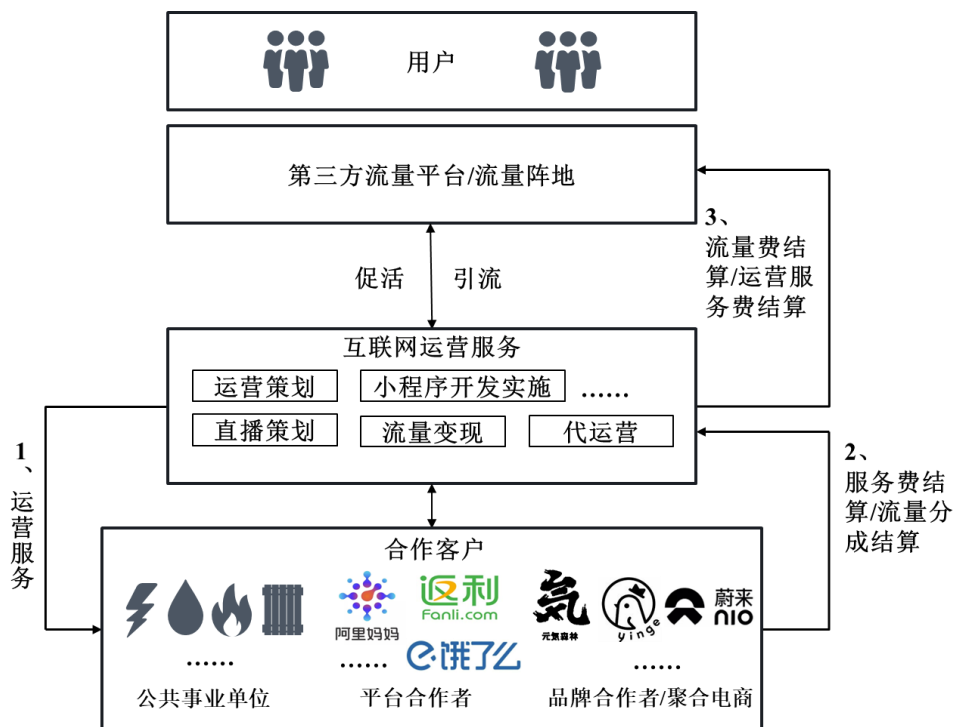 用户
第三方流量平台/流量阵地
促活
引流
3、
流量费结
算/运营服
务费结算
互联网运营服务
运营策划
小程序开发实施
......
直播策划
流量变现
代运营
1、
运营服务
2、
服务费结
算/流量分
成结算
合作客户
阿里妈妈
返利
Fanli.com
e·饿了么
氣
元気森林
yinge
蔚来
NIO
......
......
......
公共事业单位
平台合作者
品牌合作者/聚合电商